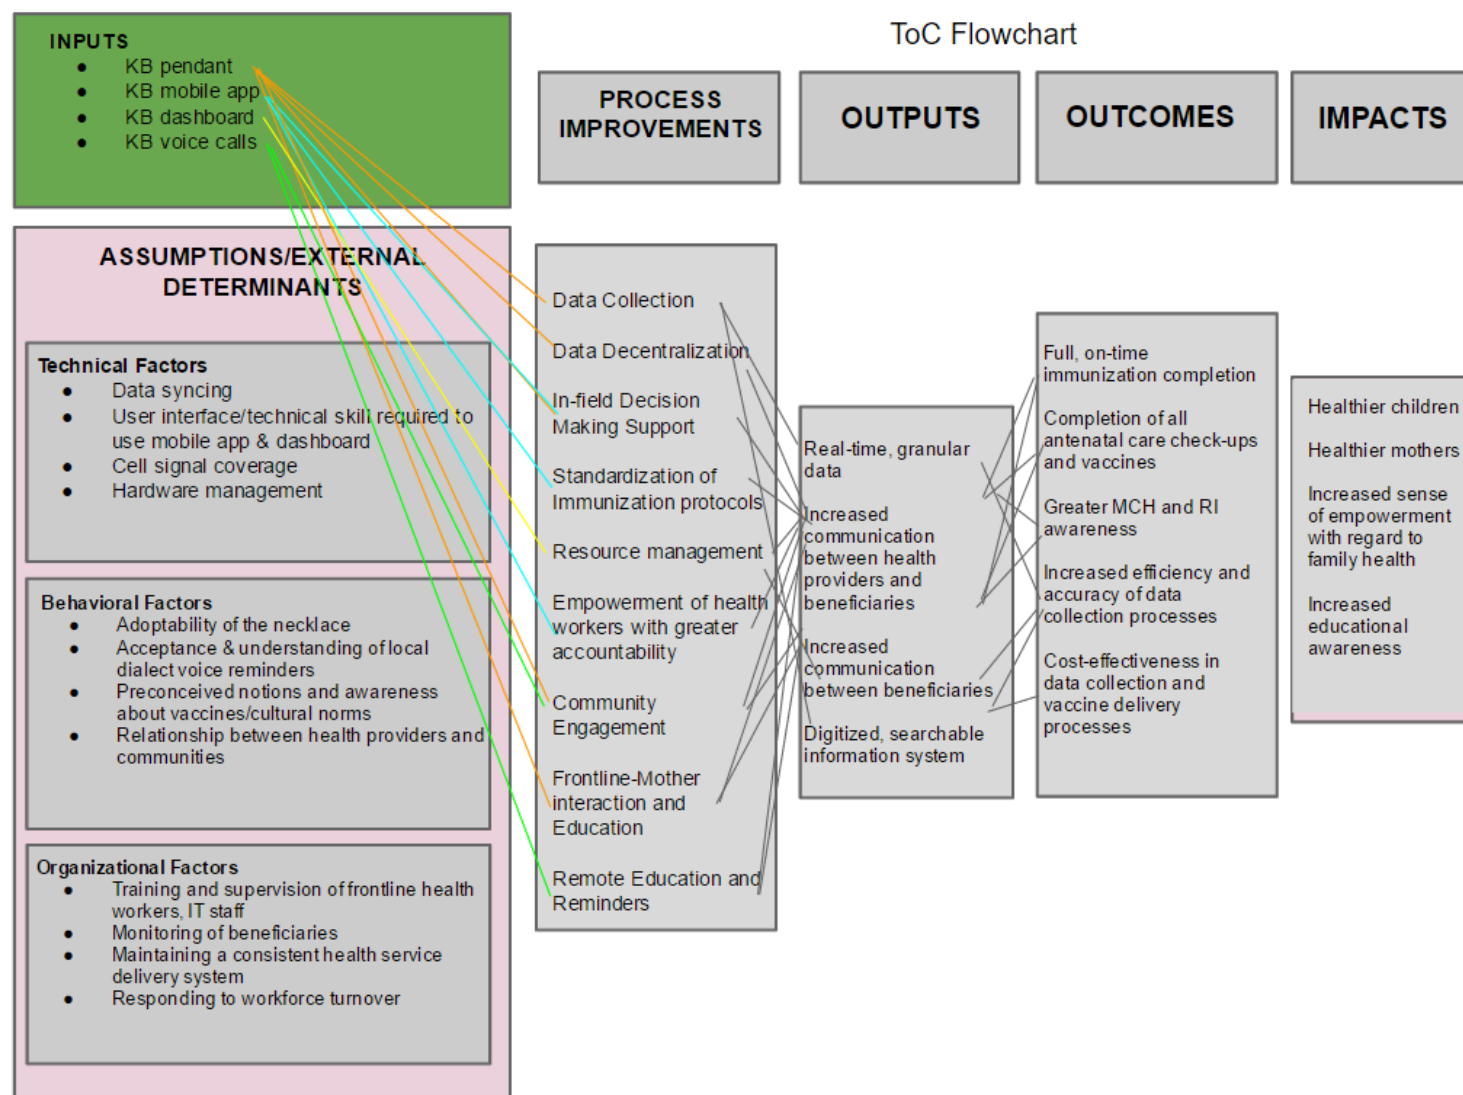 ToC Flowchart
INPUTS
● KB pendant
● KB mobile app
● KB dashboard
● KB voice calls
ASSUMPTIONS/EXTERNAL
DETERMINANTS
Technical Factors
● Data syncing
● User interface/technical skill required to
use mobile app & dashboard
● Cell signal coverage
● Hardware management
Behavioral Factors
● Adoptability of the necklace
● Acceptance & understanding of local
dialect voice reminders
● Preconceived notions and awareness
about vaccines/cultural norms
● Relationship between health providers and
communities
Organizational Factors
● Training and supervision of frontline health
workers, IT staff
● Monitoring of beneficiaries
● Maintaining a consistent health service
delivery system
● Responding to workforce turnover
PROCESS
IMPROVEMENTS
Data Collection
Data Decentralization
In-field Decision
Making Support
Standardization of
Immunization protocols
Resource management
Empowerment of health
workers with greater
accountability
Community
Engagement
Frontline-Mother
interaction and
Education
Remote Education and
Reminders
OUTPUTS
Real-time, granular
data
Increased
communication
between health
providers and
beneficiaries
Increased
communication
between beneficiaries
Digitized, searchable
information system
OUTCOMES
Full, on-time
immunization completion
Completion of all
antenatal care check-ups
and vaccines
Greater MCH and RI
awareness
Increased efficiency and
accuracy of data
collection processes
Cost-effectiveness in
data collection and
vaccine delivery
processes
IMPACTS
Healthier children
Healthier mothers
Increased sense
of empowerment
with regard to
family health
Increased
educational
awareness